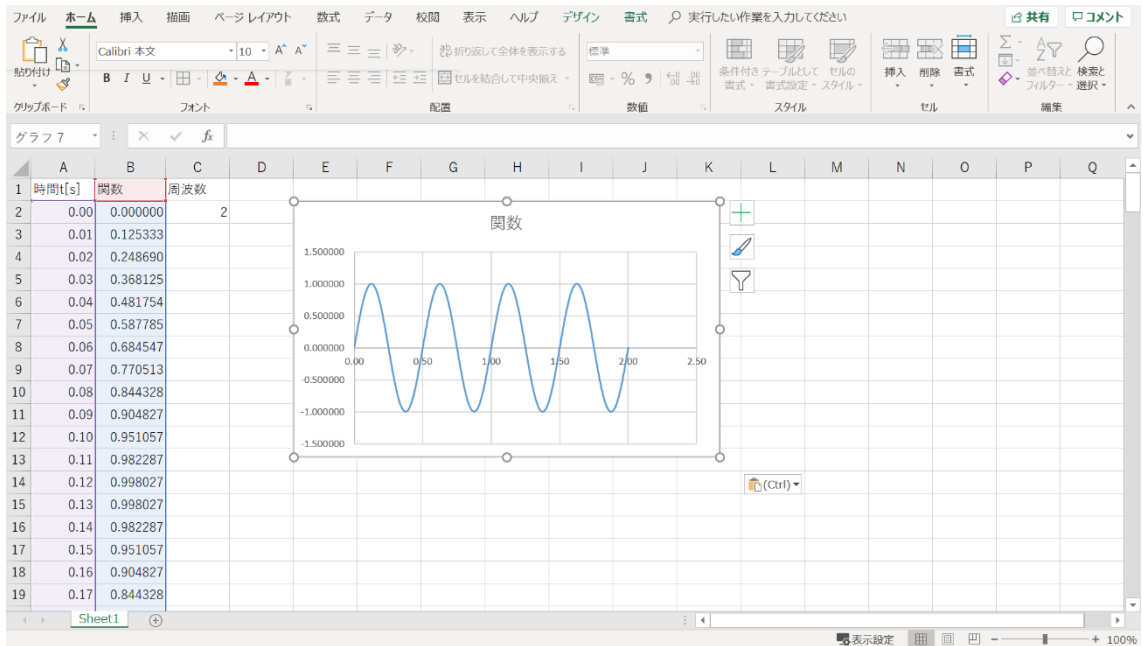 ファイル ホーム 挿入 描画 ページ レイアウト 数式 データ 校閲 表示 ヘルプ デザイン 書式 実行したい作業を入力してください 共有 コメント
貼り付け
Calibri 本文 10 A A
B I U A
折り返して全体を表示する
セルを結合して中央揃え
標準
% 9
条件付き書式
テーブルとして書式設定
セルのスタイル
挿入 削除 書式
並べ替えとフィルター
検索と選択
クリップボード フォント 配置 数値 スタイル セル 編集
グラフ 7 fx
A B C D E F G H I J K L M N O P Q
1 時間t[s] 関数 周波数
2 0.00 0.000000 2
3 0.01 0.125333
4 0.02 0.248690
5 0.03 0.368125
6 0.04 0.481754
7 0.05 0.587785
8 0.06 0.684547
9 0.07 0.770513
10 0.08 0.844328
11 0.09 0.904827
12 0.10 0.951057
13 0.11 0.982287
14 0.12 0.998027
15 0.13 0.998027
16 0.14 0.982287
17 0.15 0.951057
18 0.16 0.904827
19 0.17 0.844328
関数
1.500000
1.000000
0.500000
0.000000
-0.500000
-1.000000
-1.500000
0.00 0.50 1.00 1.50 2.00 2.50
(Ctrl)
Sheet1
表示設定 100%